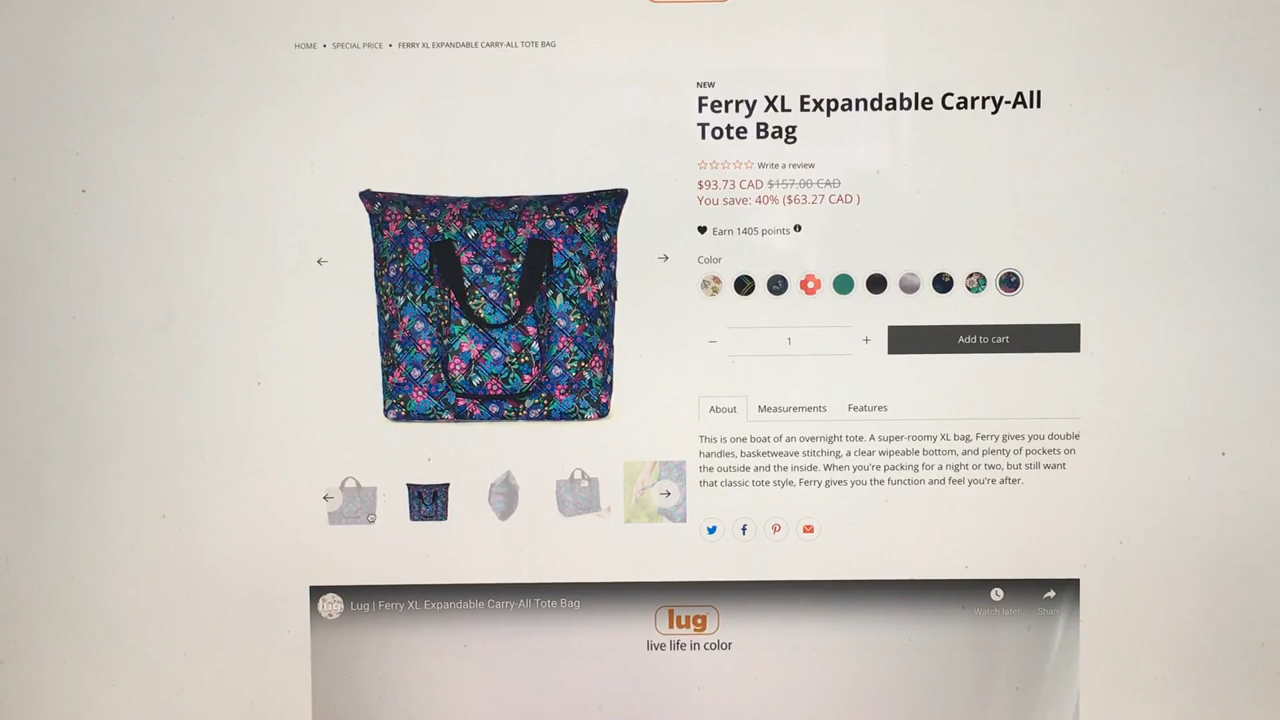 HOME • SPECIAL PRICE • FERRY XL EXPANDABLE CARRY-ALL TOTE BAG
NEW
Ferry XL Expandable Carry-All
Tote Bag
Write a review
$93.73 CAD $157.00 CAD
You save: 40% ($63.27 CAD )
Earn 1405 points
Color
− 1 +
Add to cart
About Measurements Features
This is one boat of an overnight tote. A super-roomy XL bag, Ferry gives you double
handles, basketweave stitching, a clear wipeable bottom, and plenty of pockets on
the outside and the inside. When you're packing for a night or two, but still want
that classic tote style, Ferry gives you the function and feel you're after.
lug Lug | Ferry XL Expandable Carry-All Tote Bag
Watch later Share
lug
live life in color